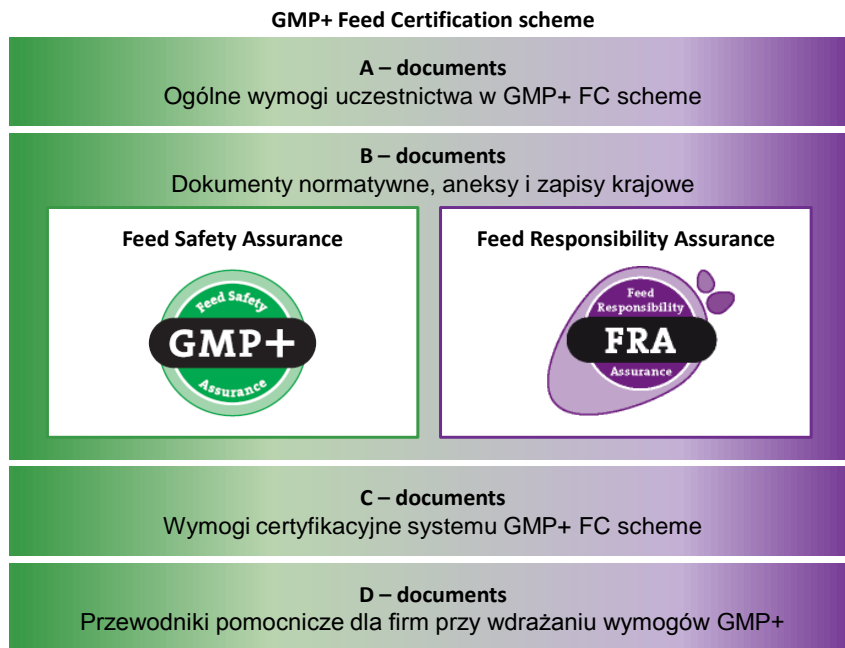 GMP+ Feed Certification scheme
A – documents
Ogólne wymogi uczestnictwa w GMP+ FC scheme
B – documents
Dokumenty normatywne, aneksy i zapisy krajowe
Feed Safety Assurance
Feed Safety
GMP+
Assurance
Feed Responsibility Assurance
Feed
Responsibility
FRA
Assurance
C – documents
Wymogi certyfikacyjne systemu GMP+ FC scheme
D – documents
Przewodniki pomocnicze dla firm przy wdrażaniu wymogów GMP+